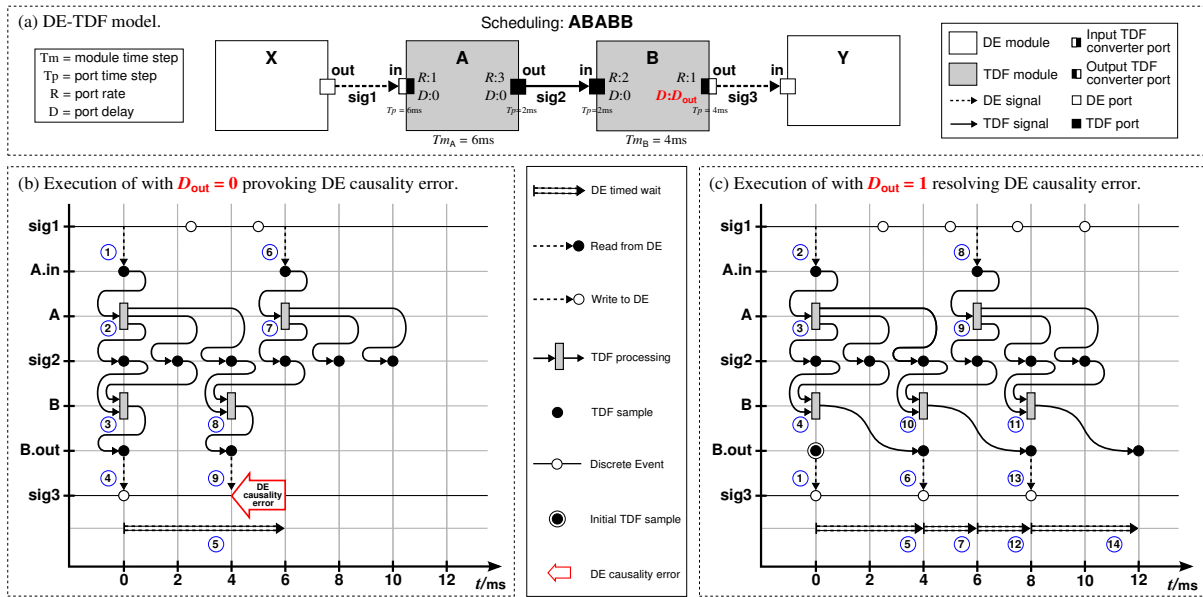 (a) DE-TDF model.
Scheduling: ABABB
Tm = module time step
Tp = port time step
R = port rate
D = port delay
X
out
sig1
in
A
R:1
D:0
Tp = 6ms
R:3
D:0
Tp=2ms
TmA = 6ms
out
sig2
in
B
R:2
D:0
Tp=2ms
R:1
D:Dout
Tp = 4ms
TmB = 4ms
out
sig3
in
Y
DE module
TDF module
DE signal
TDF signal
Input TDF
converter port
Output TDF
converter port
DE port
TDF port
(b) Execution of with Dout = 0 provoking DE causality error.
sig1
A.in
A
sig2
B
B.out
sig3
1
2
3
4
5
6
7
8
9
DE
causality
error
0
2
4
6
8
10
12
t/ms
DE timed wait
Read from DE
Write to DE
TDF processing
TDF sample
Discrete Event
Initial TDF sample
DE causality error
(c) Execution of with Dout = 1 resolving DE causality error.
sig1
A.in
A
sig2
B
B.out
sig3
2
8
3
9
4
10
11
1
6
13
5
7
12
14
0
2
4
6
8
10
12
t/ms